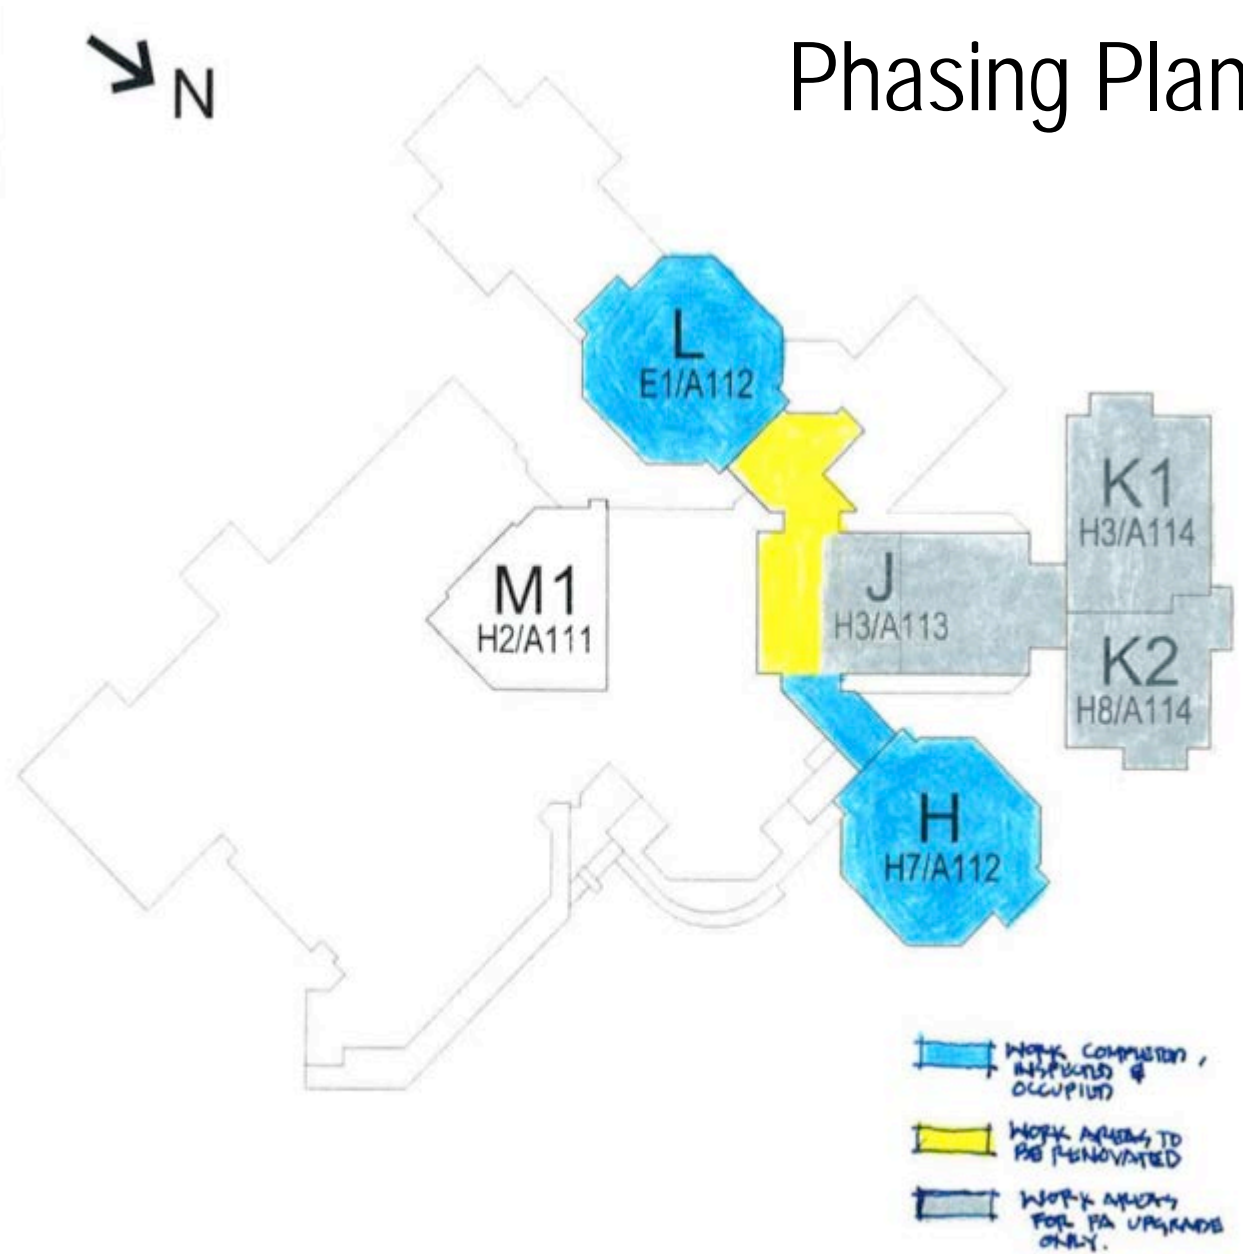 N
Phasing Plan
L
E1/A112
K1
H3/A114
M1
H2/A111
J
H3/A113
K2
H8/A114
H
H7/A112
WORK COMPLETED,
INSPECTED &
OCCUPIED
WORK AREAS TO
BE RENOVATED
WORK AREAS
FOR FA UPGRADE
ONLY.